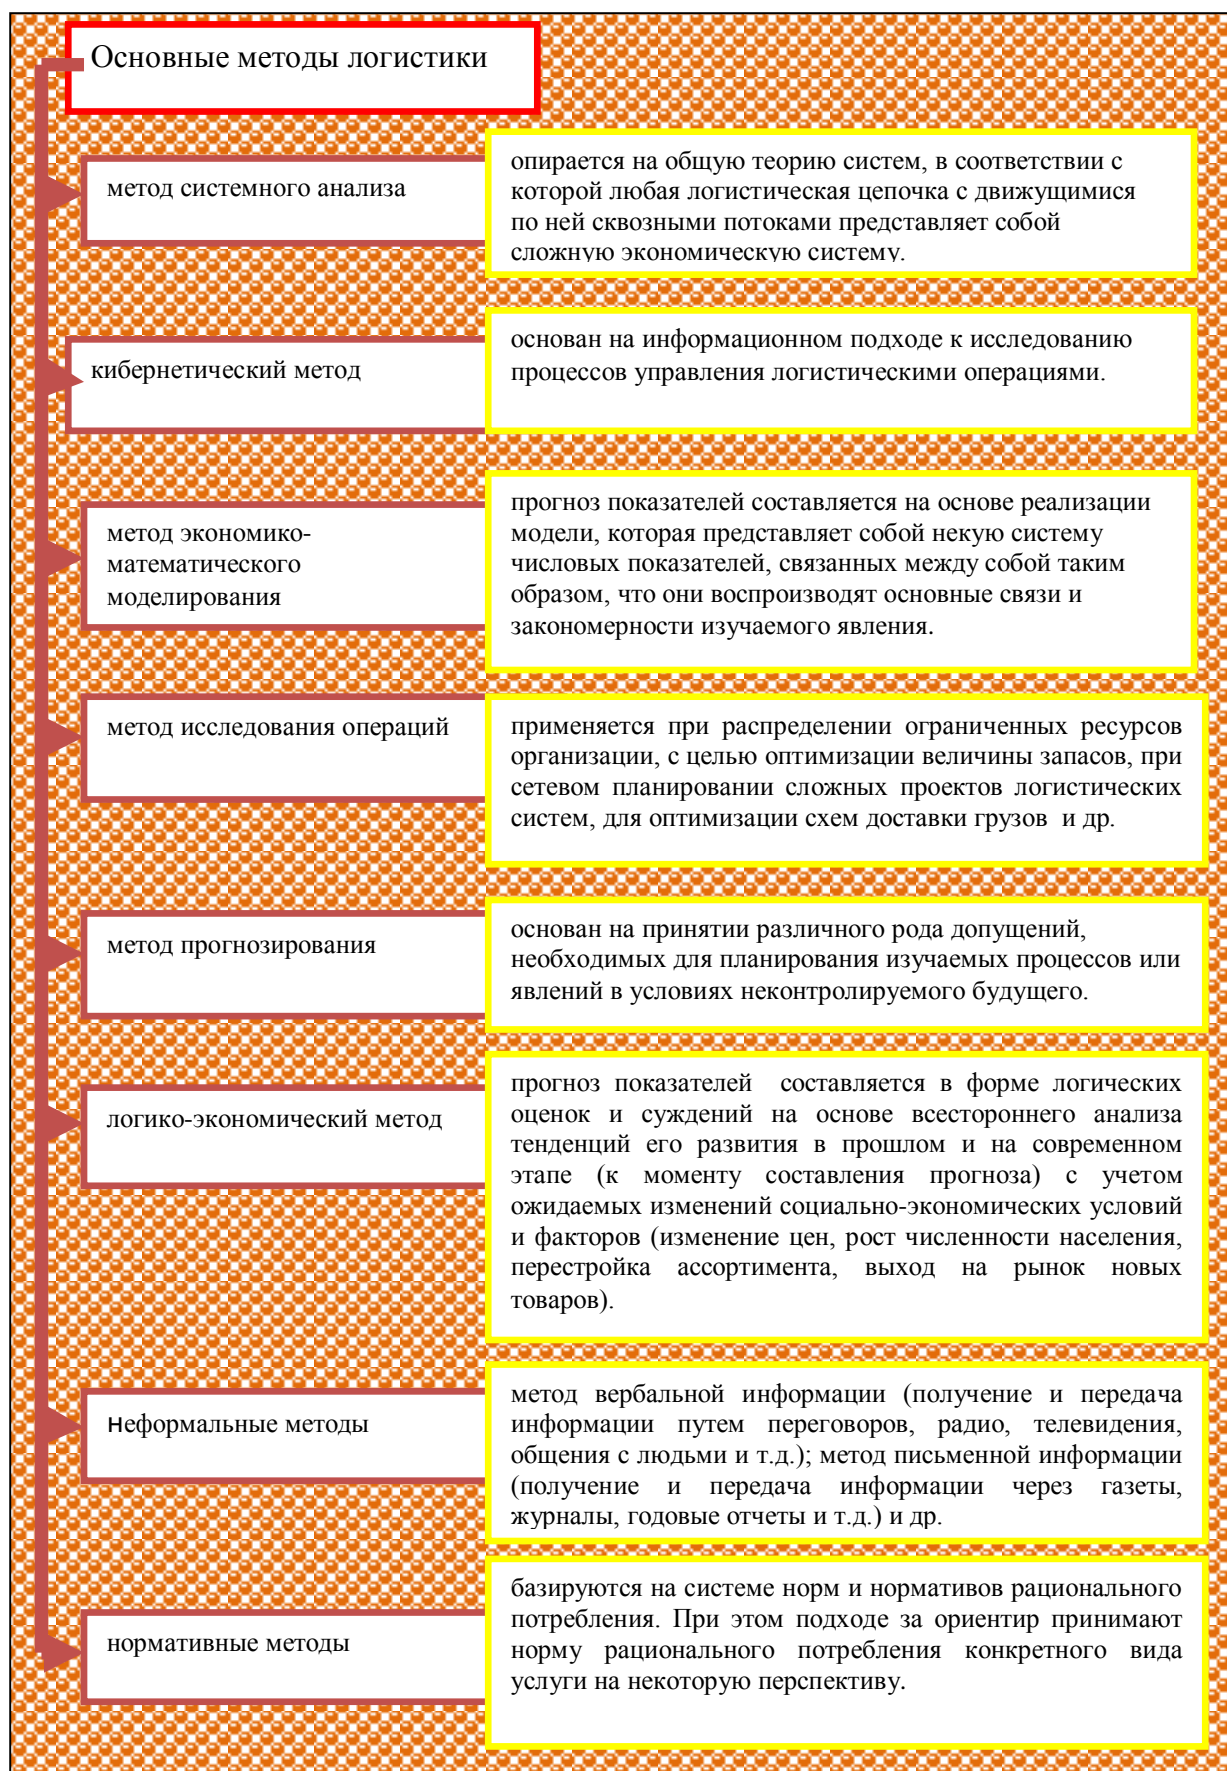 Основные методы логистики
метод системного анализа
опирается на общую теорию систем, в соответствии с
которой любая логистическая цепочка с движущимися
по ней сквозными потоками представляет собой
сложную экономическую систему.
кибернетический метод
основан на информационном подходе к исследованию
процессов управления логистическими операциями.
метод экономико-
математического
моделирования
прогноз показателей составляется на основе реализации
модели, которая представляет собой некую систему
числовых показателей, связанных между собой таким
образом, что они воспроизводят основные связи и
закономерности изучаемого явления.
метод исследования операций
применяется при распределении ограниченных ресурсов
организации, с целью оптимизации величины запасов, при
сетевом планировании сложных проектов логистических
систем, для оптимизации схем доставки грузов и др.
метод прогнозирования
основан на принятии различного рода допущений,
необходимых для планирования изучаемых процессов или
явлений в условиях неконтролируемого будущего.
логико-экономический метод
прогноз показателей составляется в форме логических
оценок и суждений на основе всестороннего анализа
тенденций его развития в прошлом и на современном
этапе (к моменту составления прогноза) с учетом
ожидаемых изменений социально-экономических условий
и факторов (изменение цен, рост численности населения,
перестройка ассортимента, выход на рынок новых
товаров).
неформальные методы
метод вербальной информации (получение и передача
информации путем переговоров, радио, телевидения,
общения с людьми и т.д.); метод письменной информации
(получение и передача информации через газеты,
журналы, годовые отчеты и т.д.) и др.
нормативные методы
базируются на системе норм и нормативов рационального
потребления. При этом подходе за ориентир принимают
норму рационального потребления конкретного вида
услуги на некоторую перспективу.